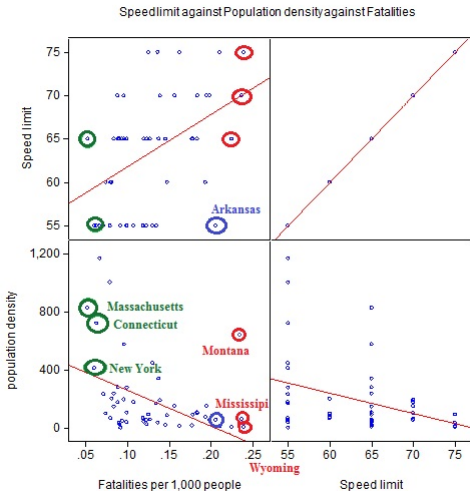 Speed limit against Population density against Fatalities
Speed limit
75
70
65
60
55
Arkansas
population density
1,200
800
400
0
Massachusetts
Connecticut
New York
Montana
Mississipi
Wyoming
.05 .10 .15 .20 .25
55 60 65 70 75
Fatalities per 1,000 people
Speed limit